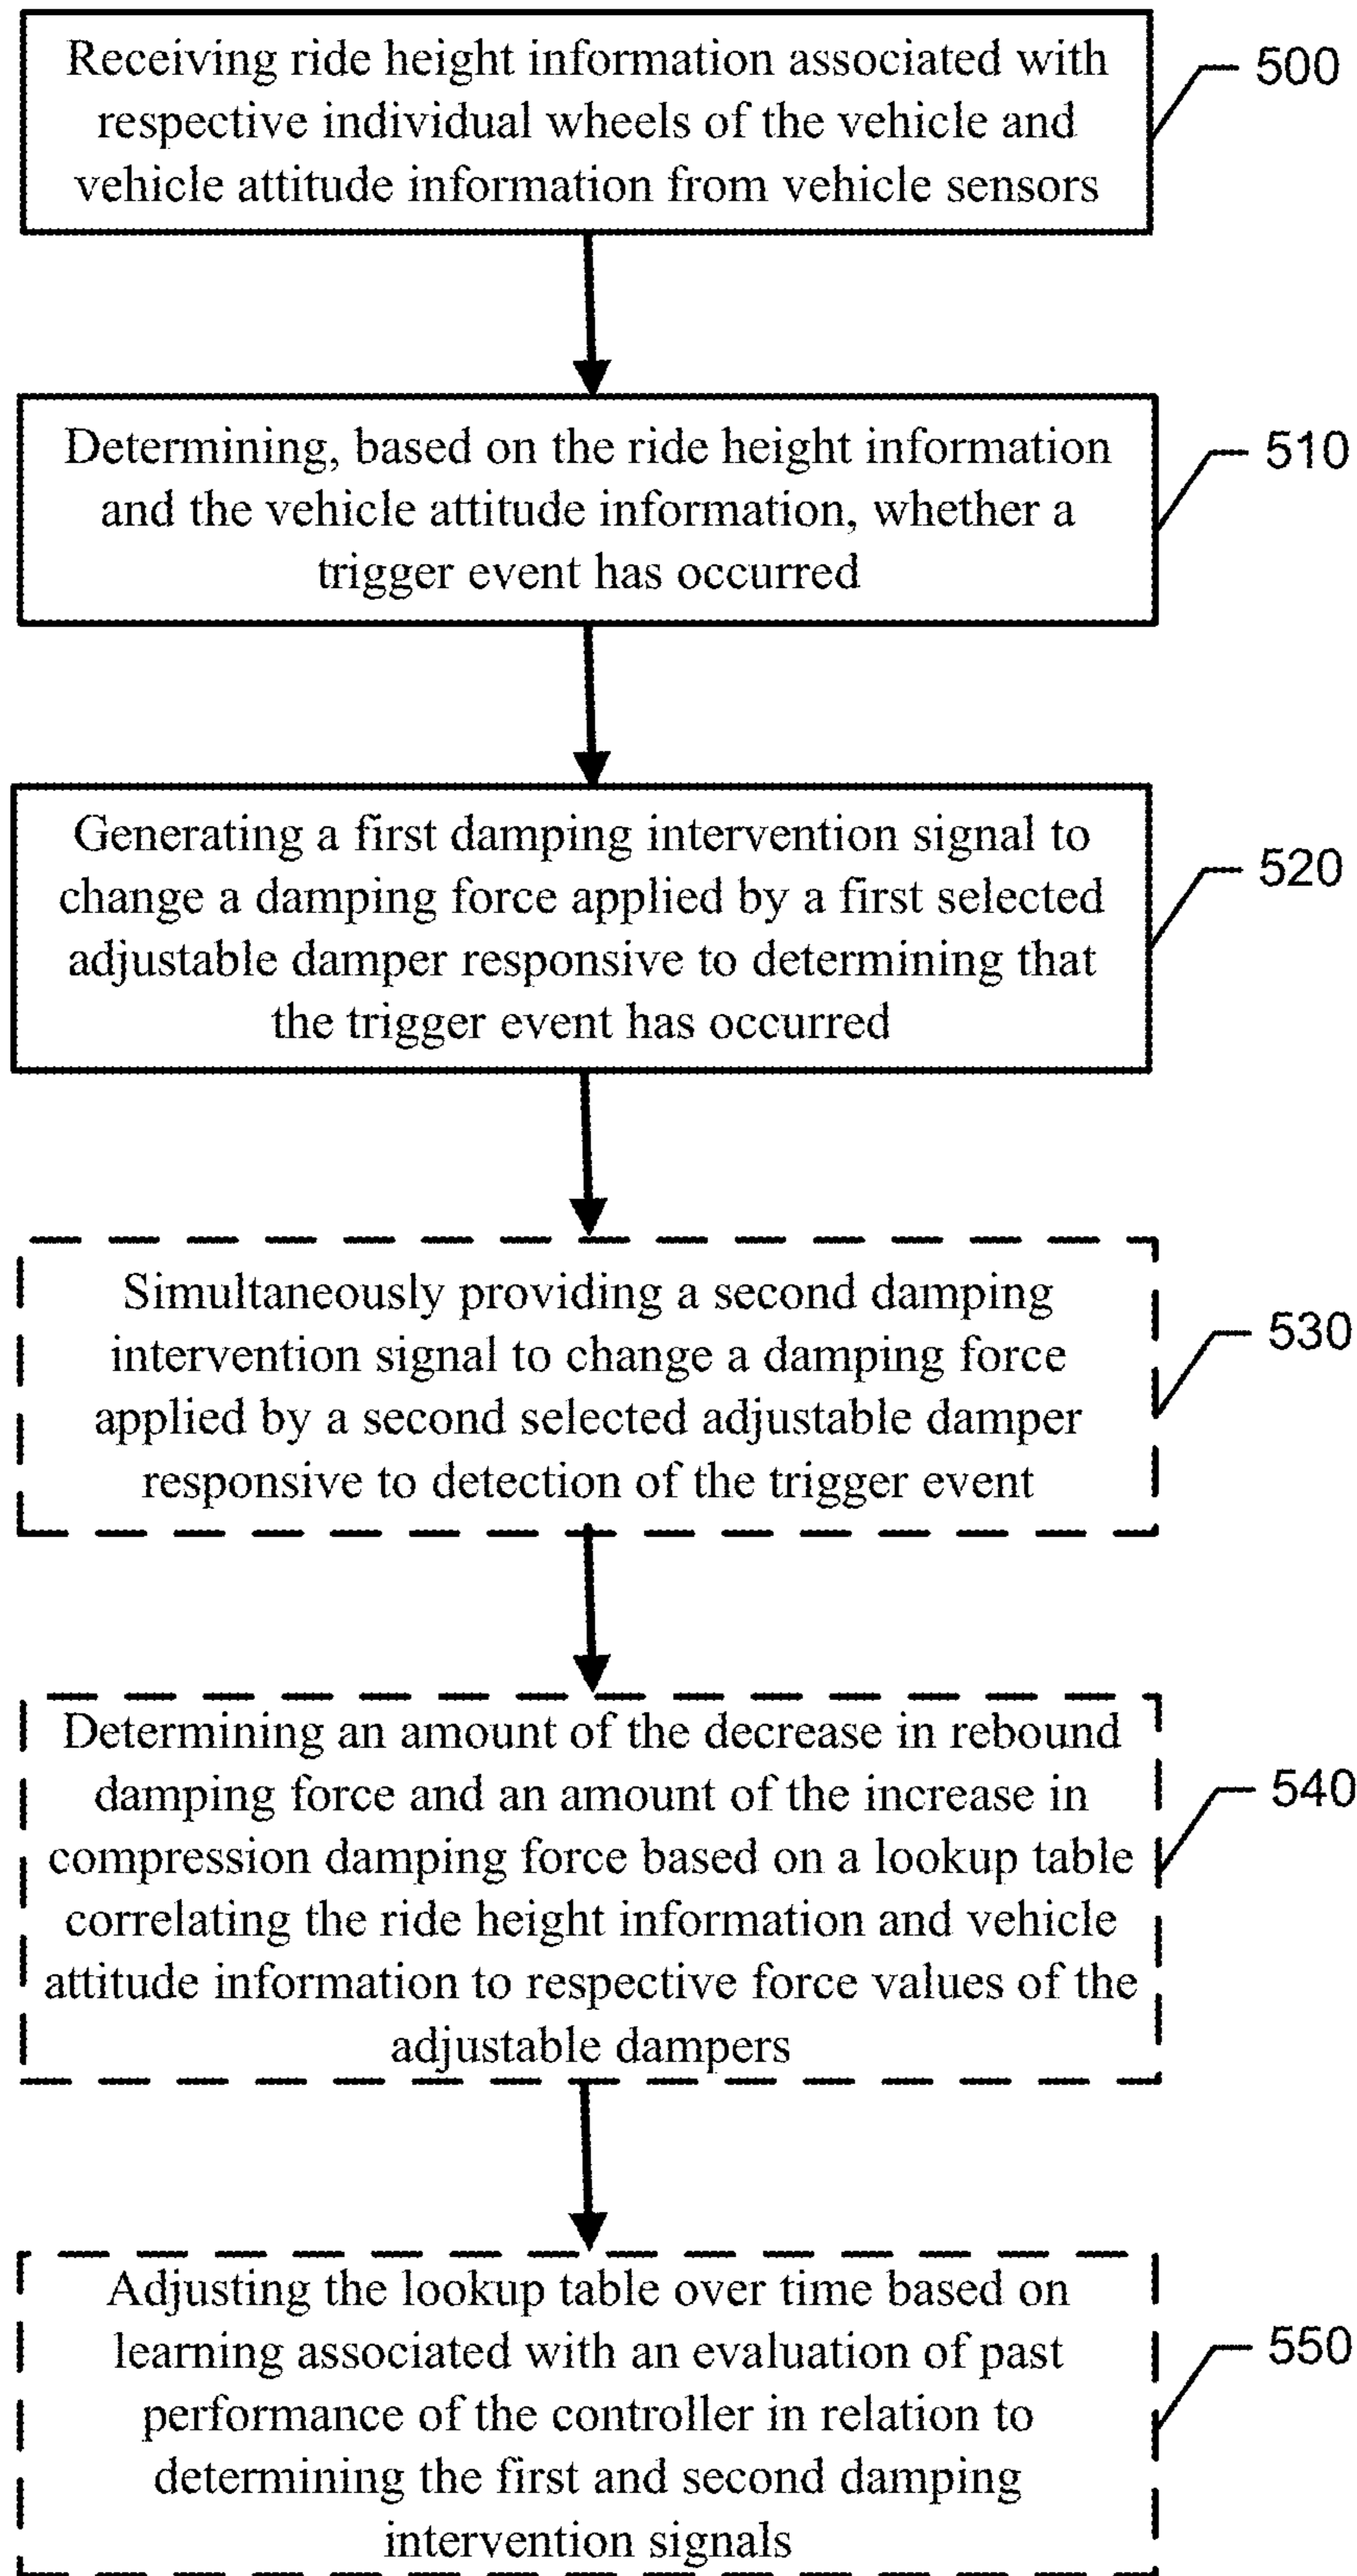 Receiving ride height information associated with
respective individual wheels of the vehicle and
vehicle attitude information from vehicle sensors
500
Determining, based on the ride height information
and the vehicle attitude information, whether a
trigger event has occurred
510
Generating a first damping intervention signal to
change a damping force applied by a first selected
adjustable damper responsive to determining that
the trigger event has occurred
520
Simultaneously providing a second damping
intervention signal to change a damping force
applied by a second selected adjustable damper
responsive to detection of the trigger event
530
Determining an amount of the decrease in rebound
damping force and an amount of the increase in
compression damping force based on a lookup table
correlating the ride height information and vehicle
attitude information to respective force values of the
adjustable dampers
540
Adjusting the lookup table over time based on
learning associated with an evaluation of past
performance of the controller in relation to
determining the first and second damping
intervention signals
550